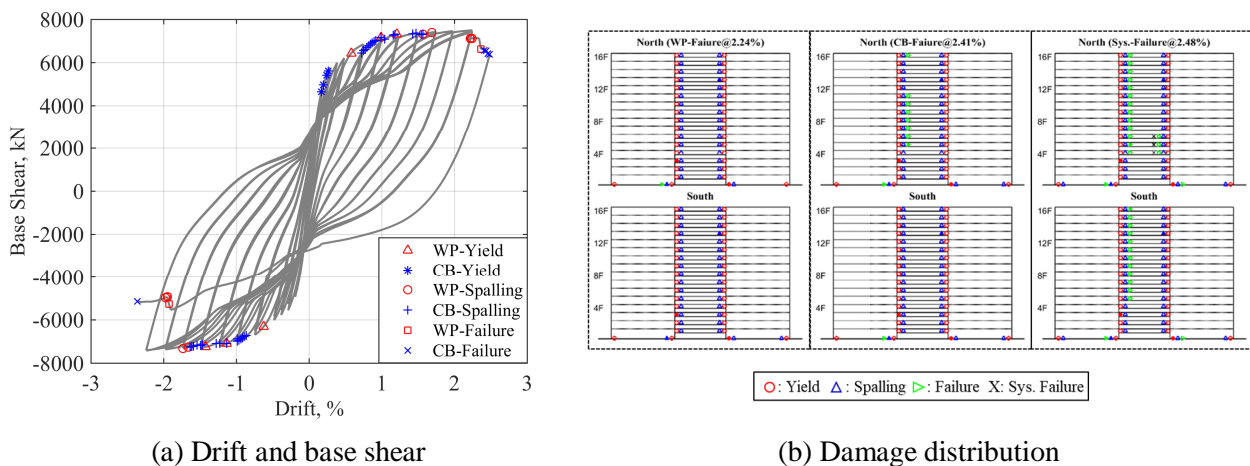 8000
6000
4000
2000
0
-2000
-4000
-6000
-8000
Base Shear, kN
-3 -2 -1 0 1 2 3
Drift, %
WP-Yield
CB-Yield
WP-Spalling
CB-Spalling
WP-Failure
CB-Failure
(a) Drift and base shear
North (WP-Faiure@2.24%) North (CB-Faiure@2.41%) North (Sys.-Failure@2.48%)
16F 16F 16F
12F 12F 12F
8F 8F 8F
4F 4F 4F
South South South
16F 16F 16F
12F 12F 12F
8F 8F 8F
4F 4F 4F
: Yield : Spalling : Failure X: Sys. Failure
(b) Damage distribution